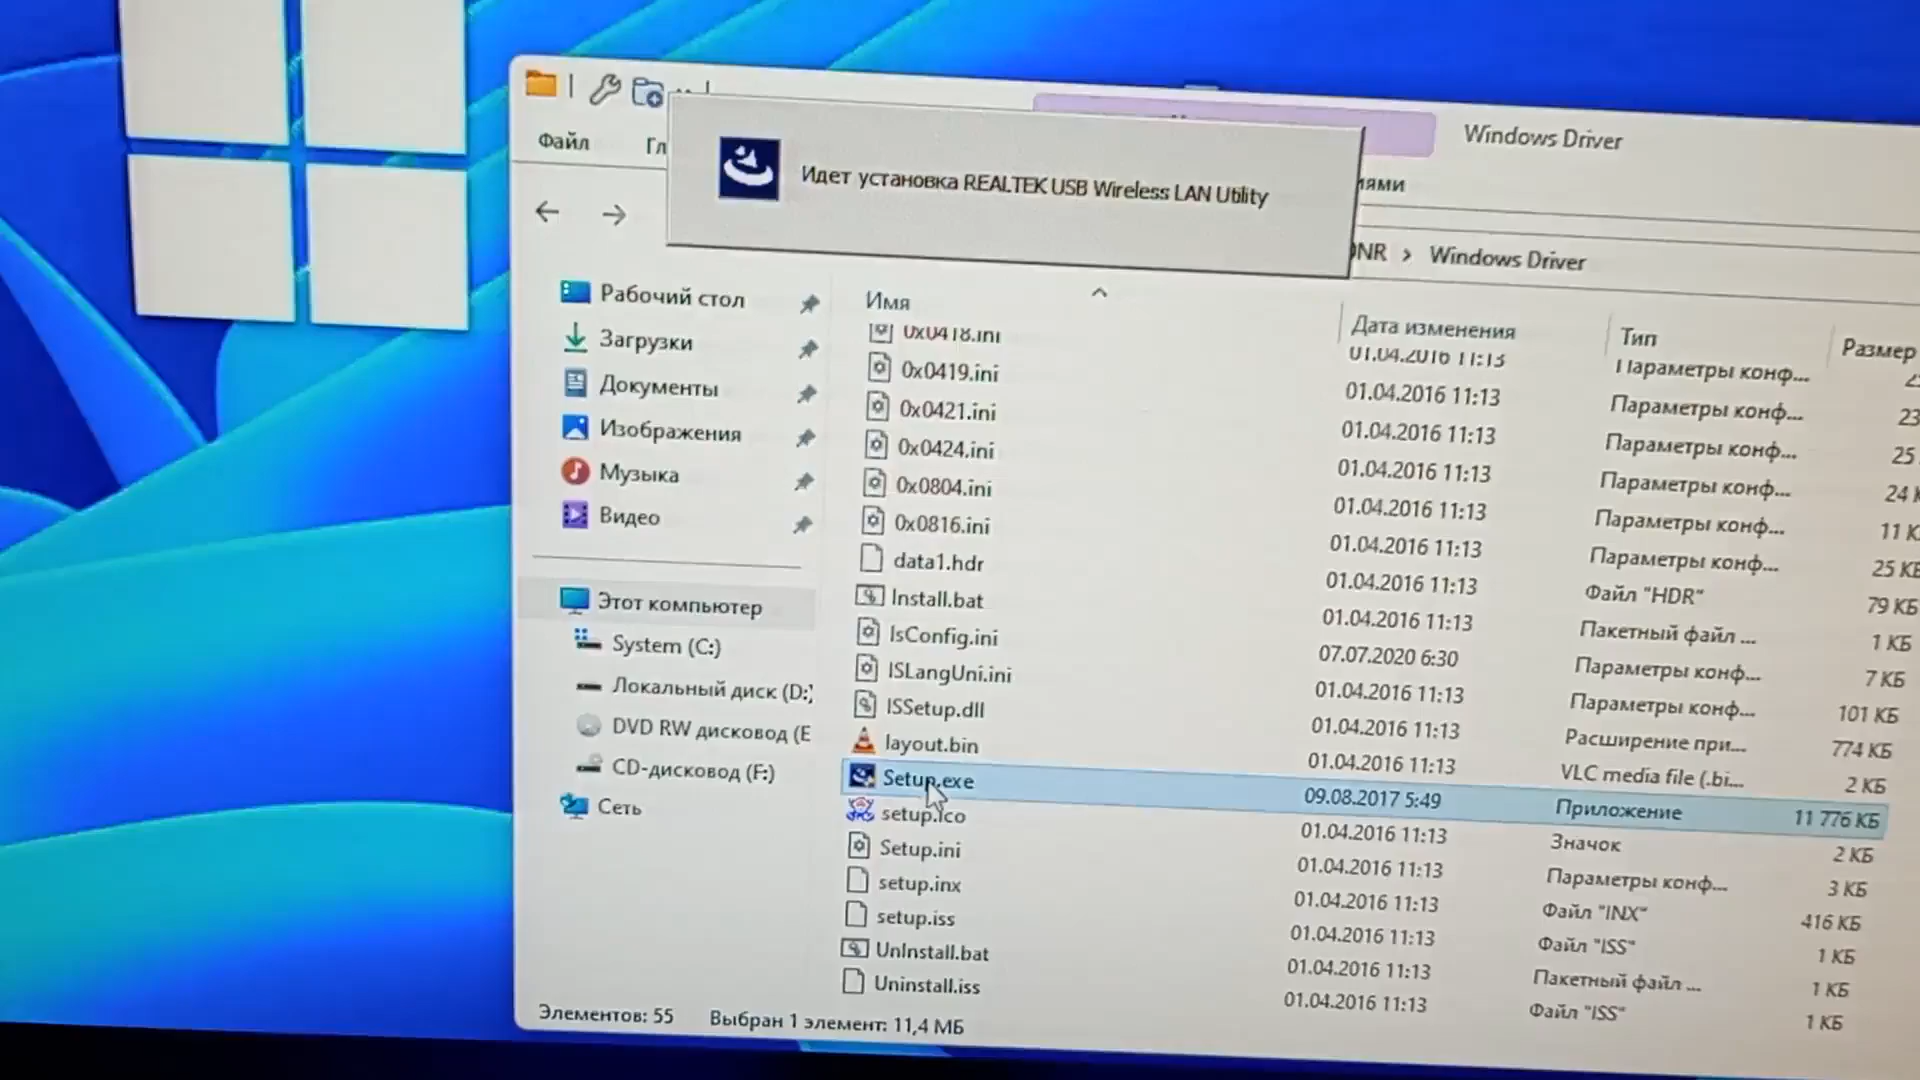 Windows Driver
Файл
Гл
Идет установка REALTEK USB Wireless LAN Utility
иями
NR > Windows Driver
Рабочий стол
Загрузки
Документы
Изображения
Музыка
Видео
Этот компьютер
System (C:)
Локальный диск (D:)
DVD RW дисковод (E
CD-дисковод (F:)
Сеть
Имя Дата изменения Тип Размер
0x0418.ini 01.04.2016 11:13 Параметры конф...
0x0419.ini 01.04.2016 11:13 Параметры конф... 23
0x0421.ini 01.04.2016 11:13 Параметры конф... 25
0x0424.ini 01.04.2016 11:13 Параметры конф... 24 К
0x0804.ini 01.04.2016 11:13 Параметры конф... 11 К
0x0816.ini 01.04.2016 11:13 Параметры конф... 25 КБ
data1.hdr 01.04.2016 11:13 Файл "HDR" 79 КБ
Install.bat 01.04.2016 11:13 Пакетный файл ... 1 КБ
IsConfig.ini 07.07.2020 6:30 Параметры конф... 7 КБ
ISLangUni.ini 01.04.2016 11:13 Параметры конф... 101 КБ
ISSetup.dll 01.04.2016 11:13 Расширение при... 774 КБ
layout.bin 01.04.2016 11:13 VLC media file (.bi... 2 КБ
Setup.exe 09.08.2017 5:49 Приложение 11 776 КБ
setup.ico 01.04.2016 11:13 Значок 2 КБ
Setup.ini 01.04.2016 11:13 Параметры конф... 3 КБ
setup.inx 01.04.2016 11:13 Файл "INX" 416 КБ
setup.iss 01.04.2016 11:13 Файл "ISS" 1 КБ
UnInstall.bat 01.04.2016 11:13 Пакетный файл ... 1 КБ
Uninstall.iss 01.04.2016 11:13 Файл "ISS" 1 КБ
Элементов: 55 Выбран 1 элемент: 11,4 МБ